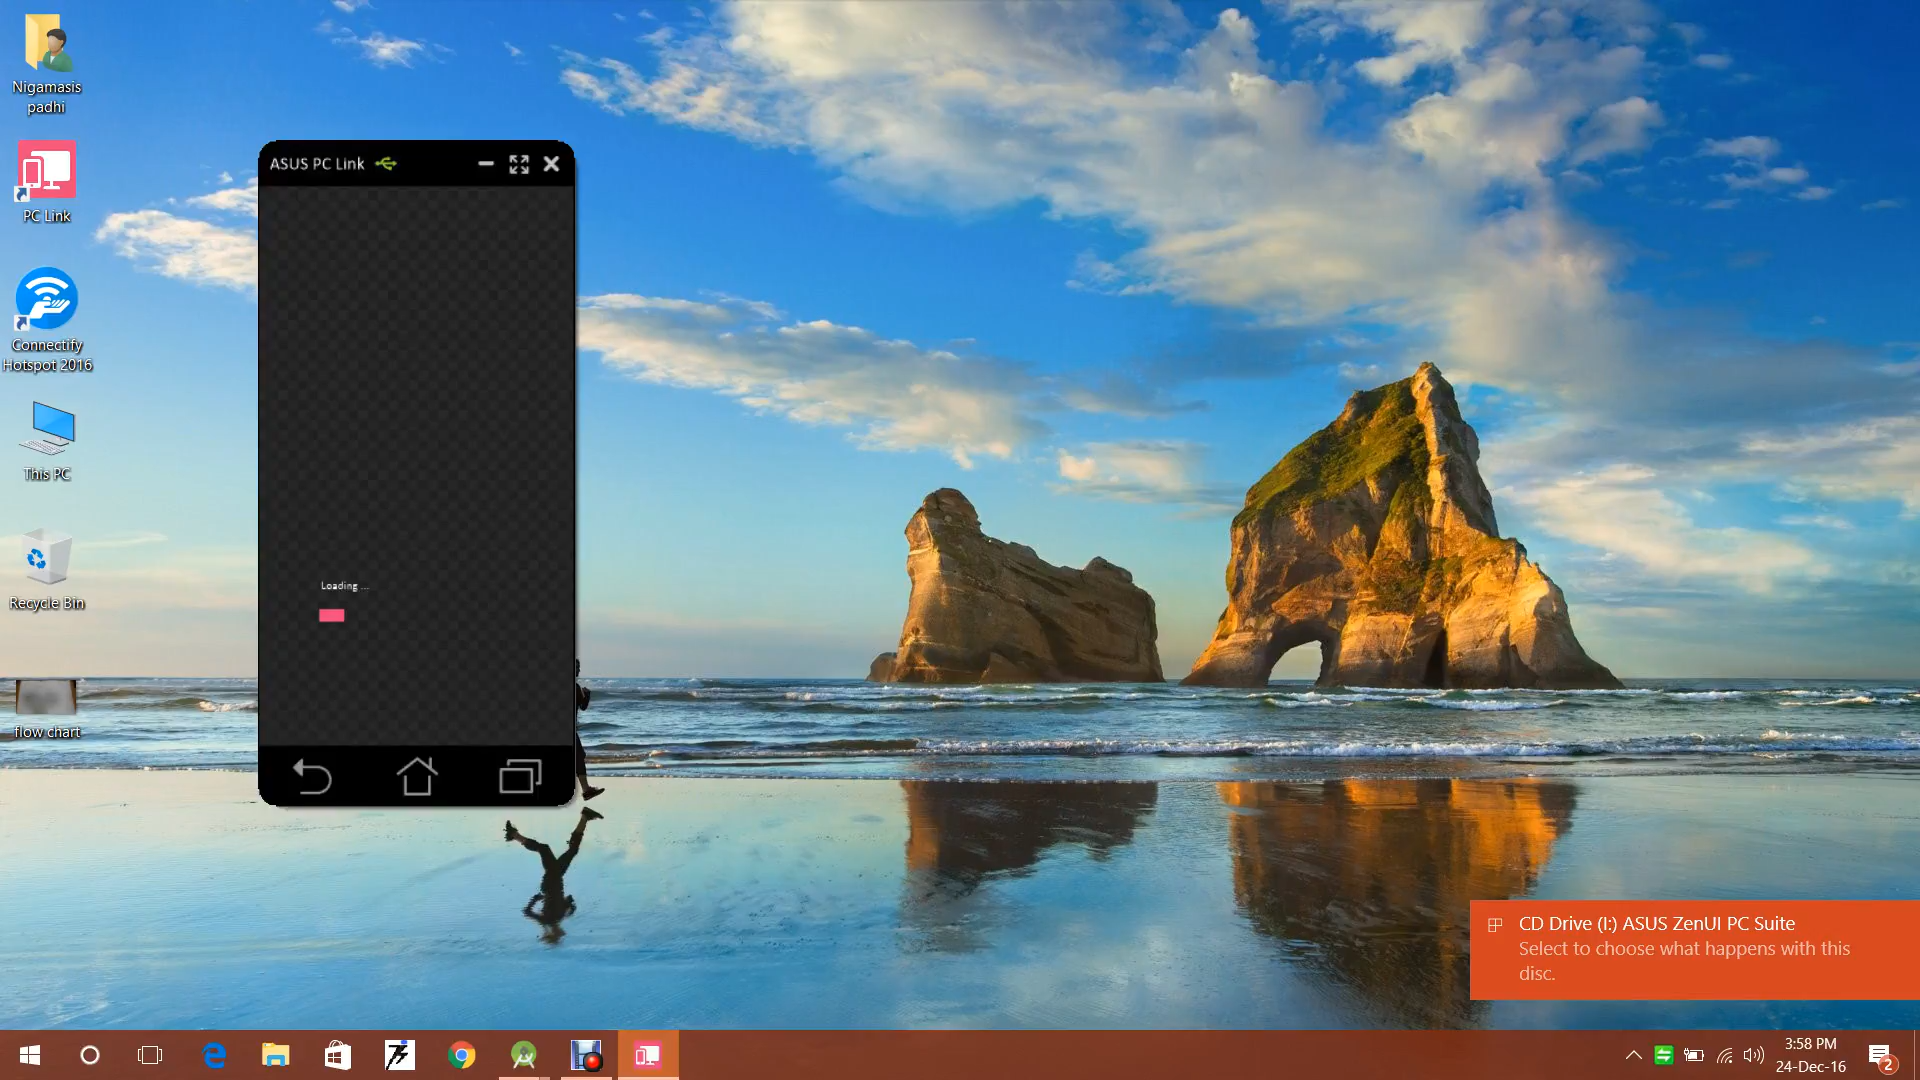 Nigamasis
padhi
PC Link
Connectify
Hotspot 2016
This PC
Recycle Bin
flow chart
ASUS PC Link
Loading ...
CD Drive (I:) ASUS ZenUI PC Suite
Select to choose what happens with this
disc.
3:58 PM
24-Dec-16
2